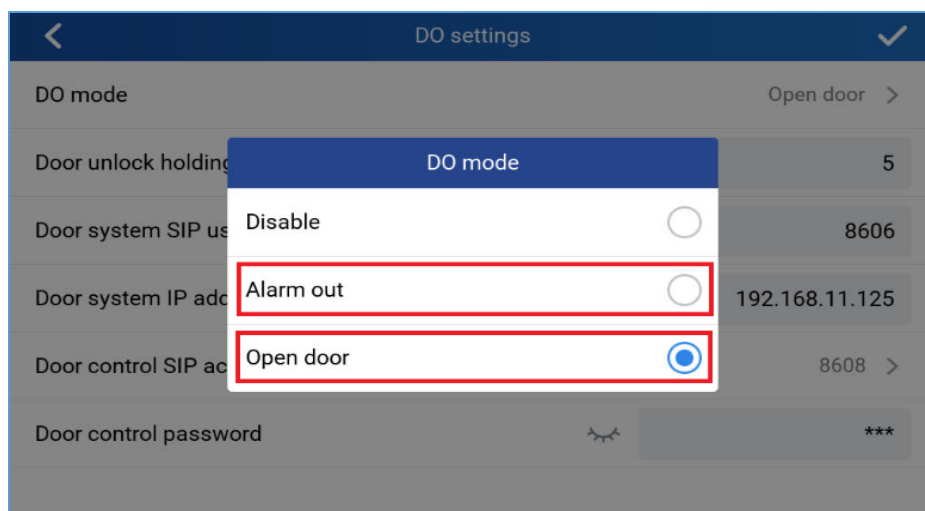 DO settings
DO mode Open door
Door unlock holding 5
DO mode
Door system SIP us 8606
Disable
Door system IP add 192.168.11.125
Alarm out
Open door
Door control SIP ac 8608
Door control password ***